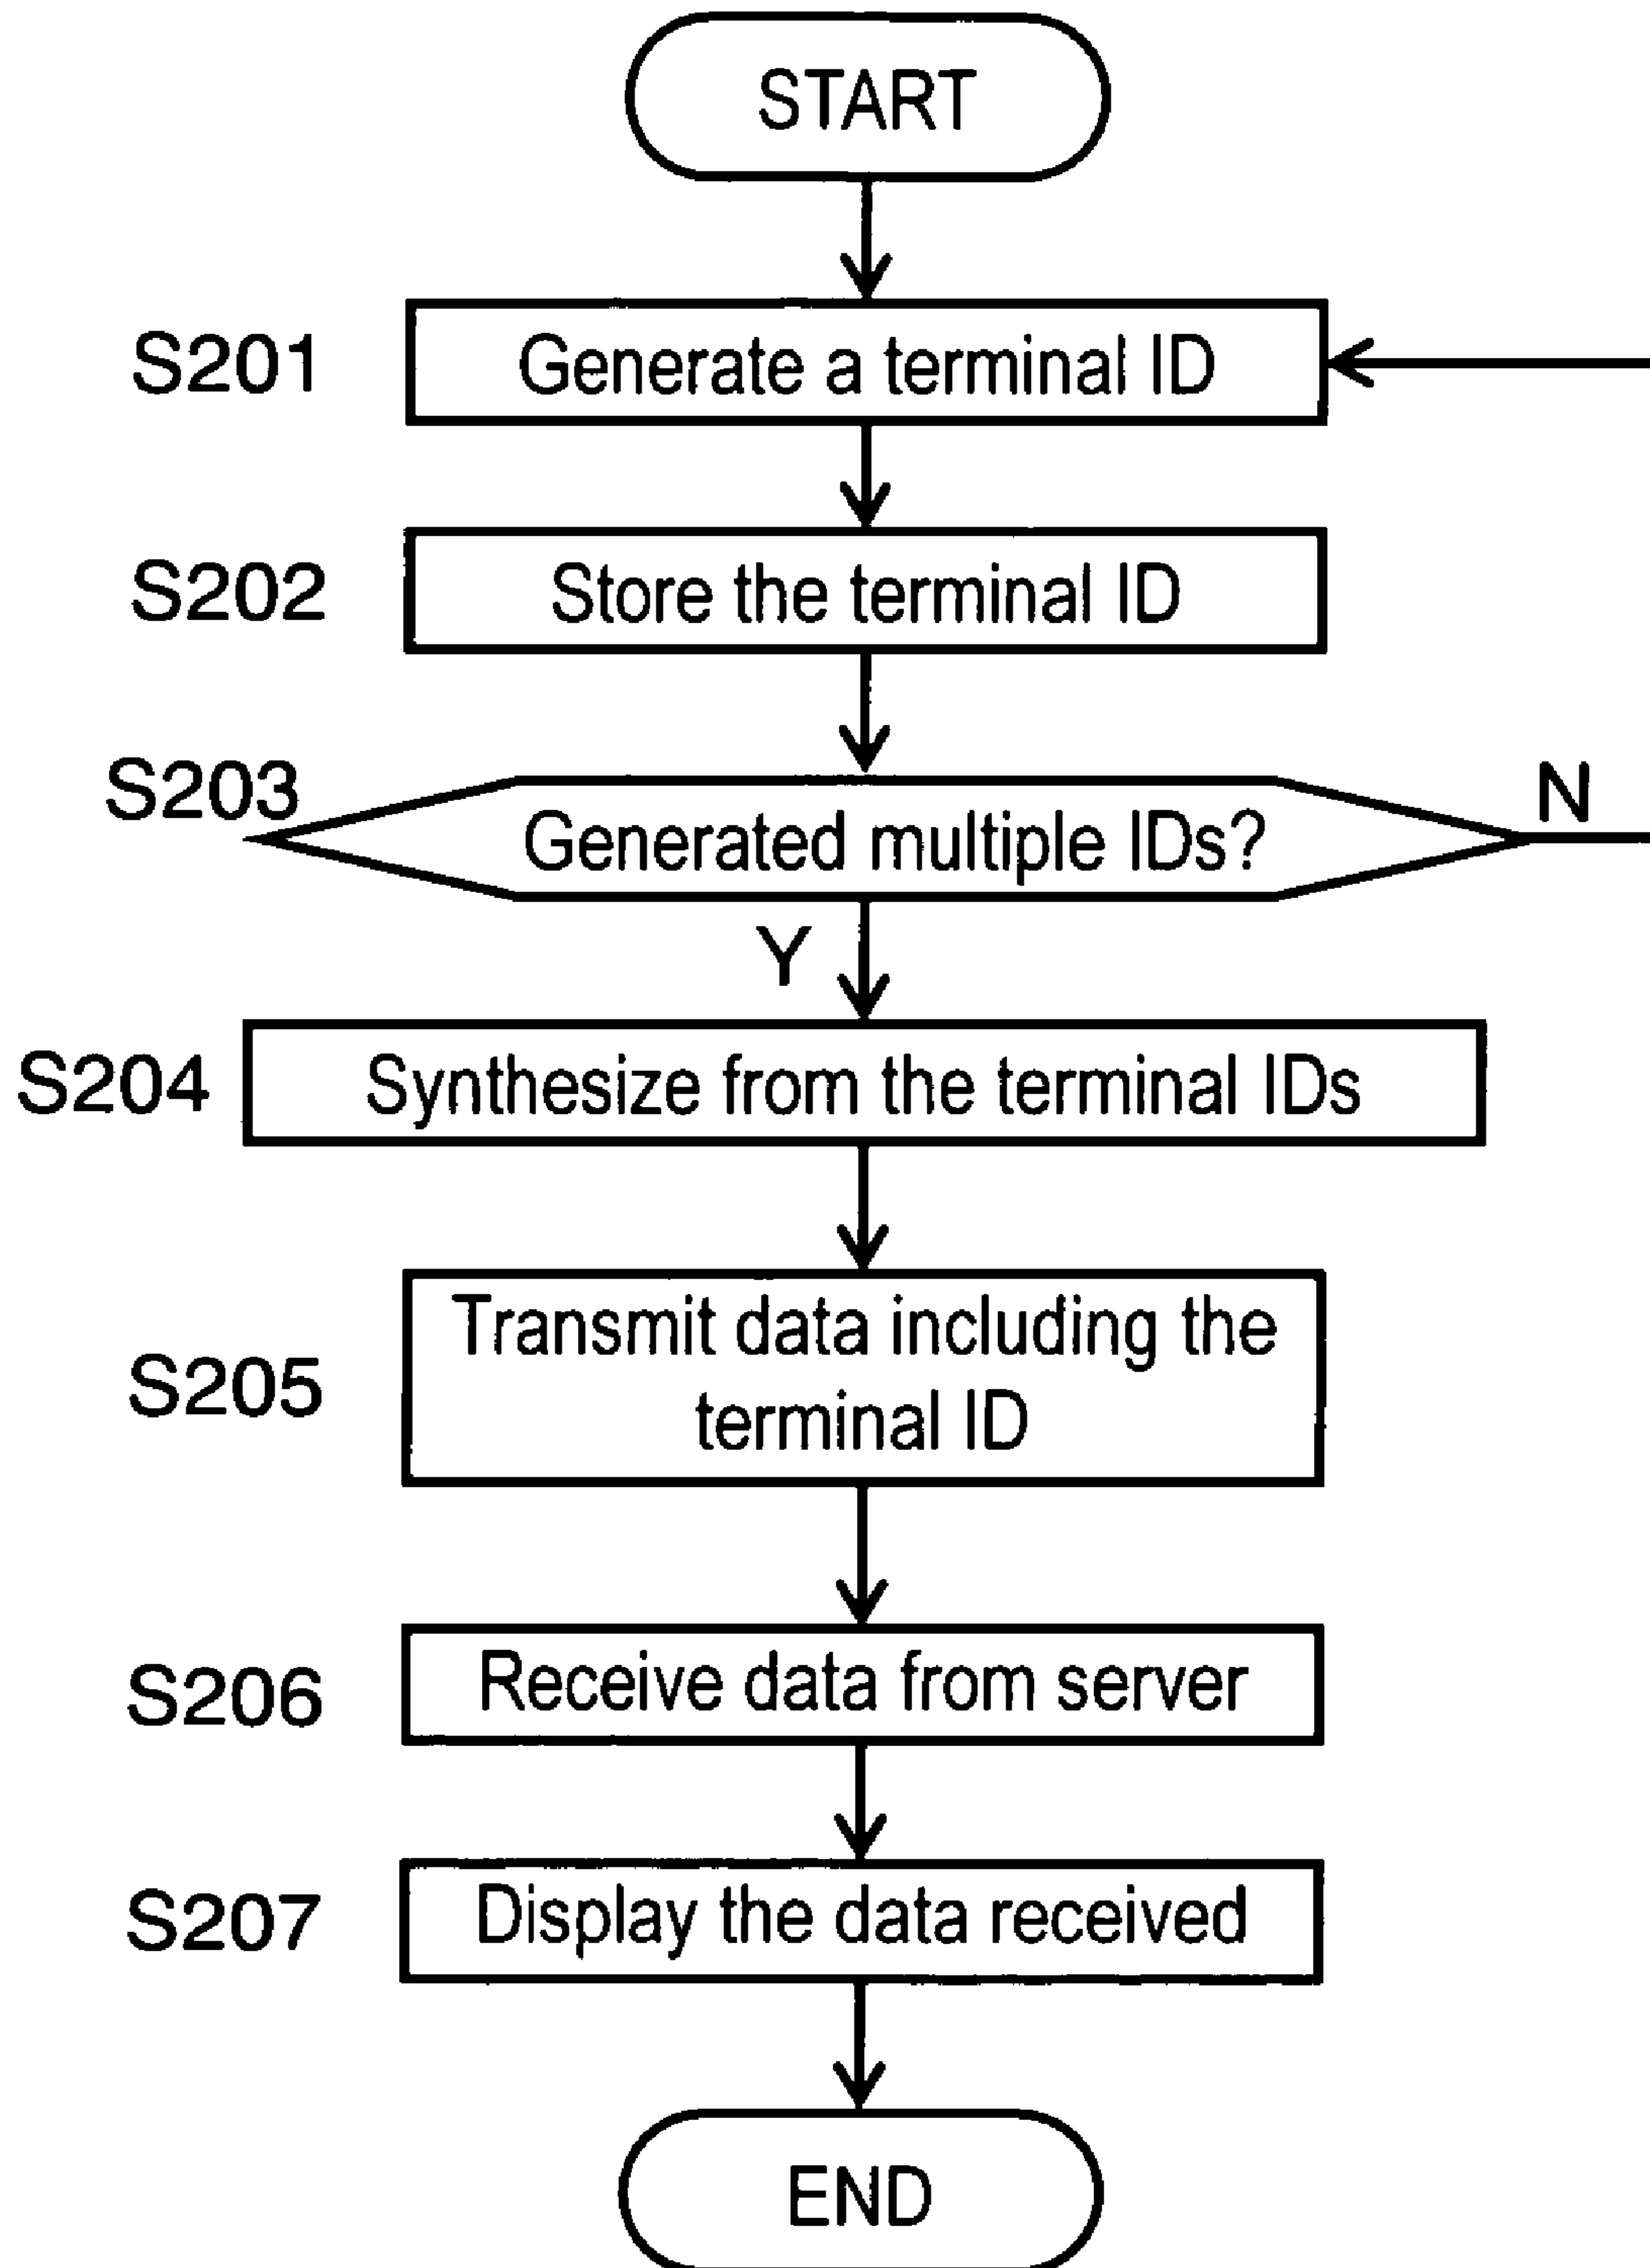 START
S201
Generate a terminal ID
S202
Store the terminal ID
S203
Generated multiple IDs?
N
Y
S204
Synthesize from the terminal IDs
S205
Transmit data including the
terminal ID
S206
Receive data from server
S207
Display the data received
END